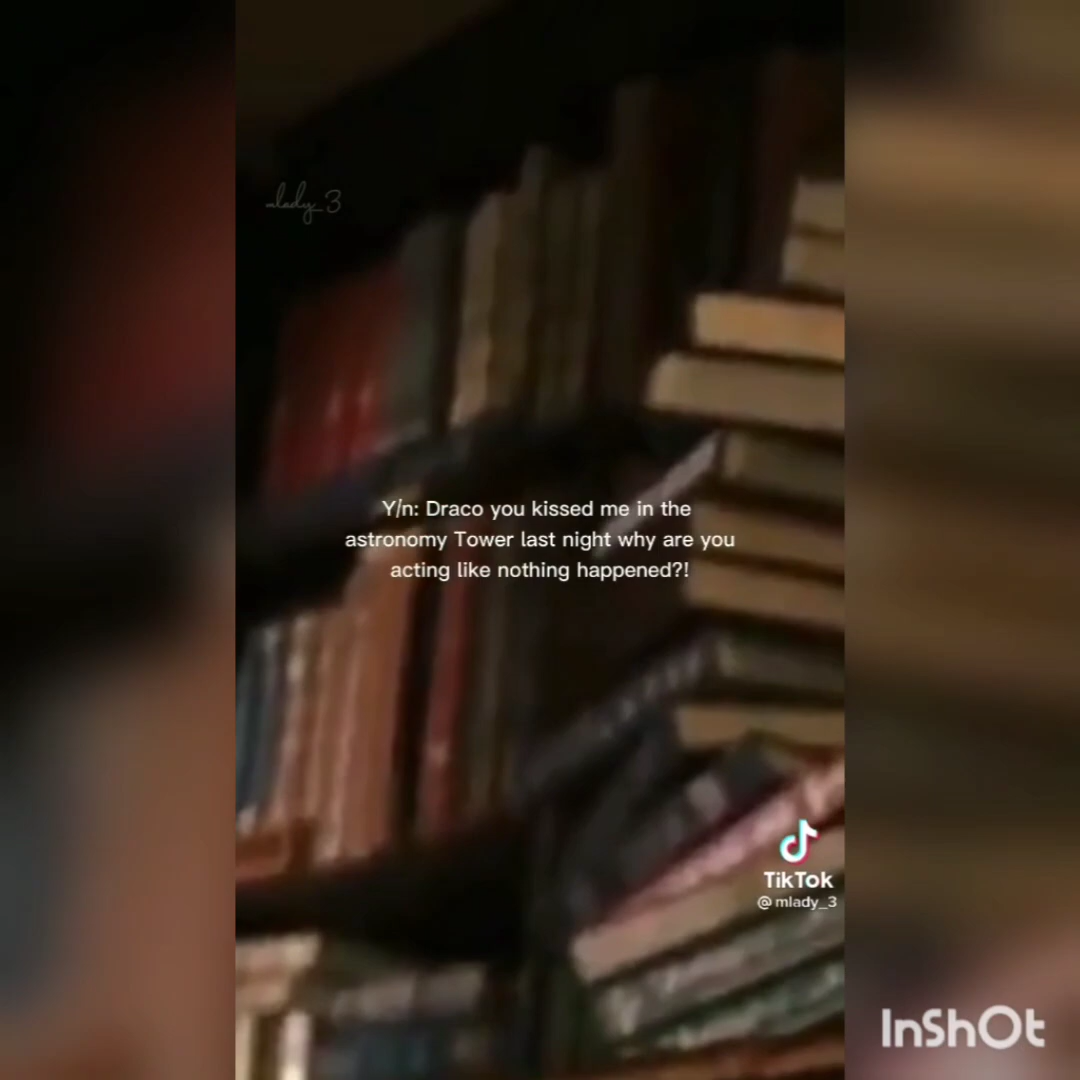 mlady_3
Y/n: Draco you kissed me in the
astronomy Tower last night why are you
acting like nothing happened?!
TikTok
@mlady_3
InShOt